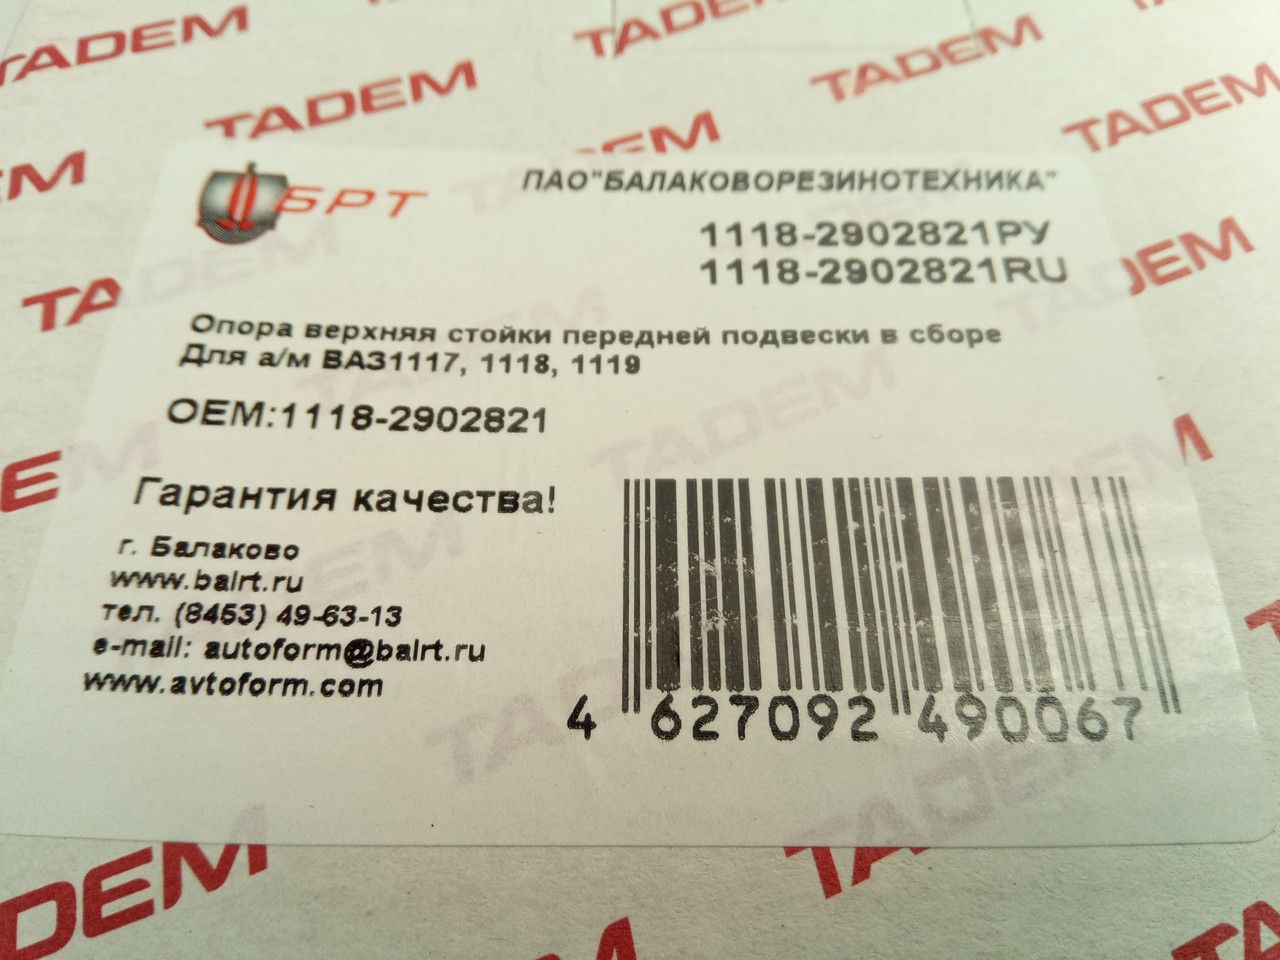 TADEM TADEM TADEM
TADEM TADEM
БРТ
ПАО"БАЛАКОВОРЕЗИНОТЕХНИКА"
1118-2902821РУ
1118-2902821RU
Опора верхняя стойки передней подвески в сборе
Для а/м ВАЗ1117, 1118, 1119
OEM:1118-2902821
Гарантия качества!
г. Балаково
www.balrt.ru
тел. (8453) 49-63-13
e-mail: autoform@balrt.ru
www.avtoform.com
4 627092 490067